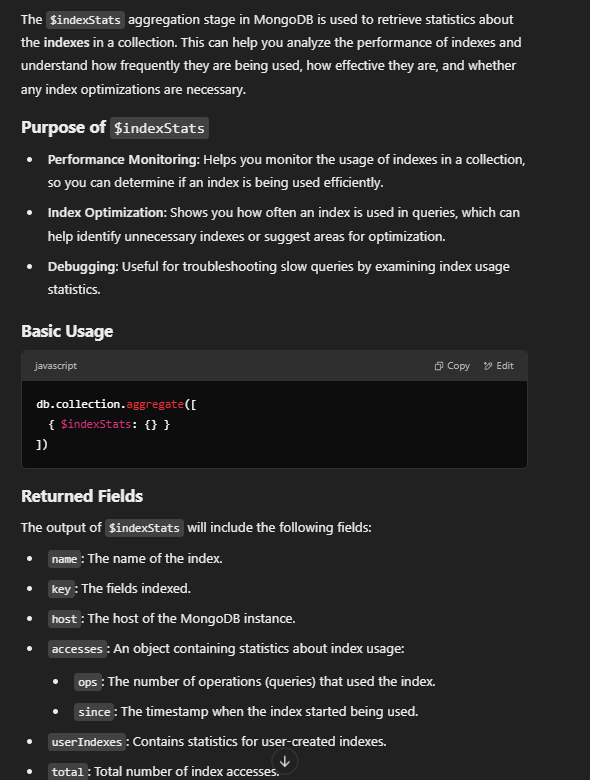 The $indexStats aggregation stage in MongoDB is used to retrieve statistics about
the indexes in a collection. This can help you analyze the performance of indexes and
understand how frequently they are being used, how effective they are, and whether
any index optimizations are necessary.
Purpose of $indexStats
• Performance Monitoring: Helps you monitor the usage of indexes in a collection,
so you can determine if an index is being used efficiently.
• Index Optimization: Shows you how often an index is used in queries, which can
help identify unnecessary indexes or suggest areas for optimization.
• Debugging: Useful for troubleshooting slow queries by examining index usage
statistics.
Basic Usage
javascript Copy Edit
db.collection.aggregate([
{ $indexStats: {} }
])
Returned Fields
The output of $indexStats will include the following fields:
• name : The name of the index.
• key : The fields indexed.
• host : The host of the MongoDB instance.
• accesses : An object containing statistics about index usage:
• ops : The number of operations (queries) that used the index.
• since : The timestamp when the index started being used.
• userIndexes : Contains statistics for user-created indexes.
• total : Total number of index accesses.